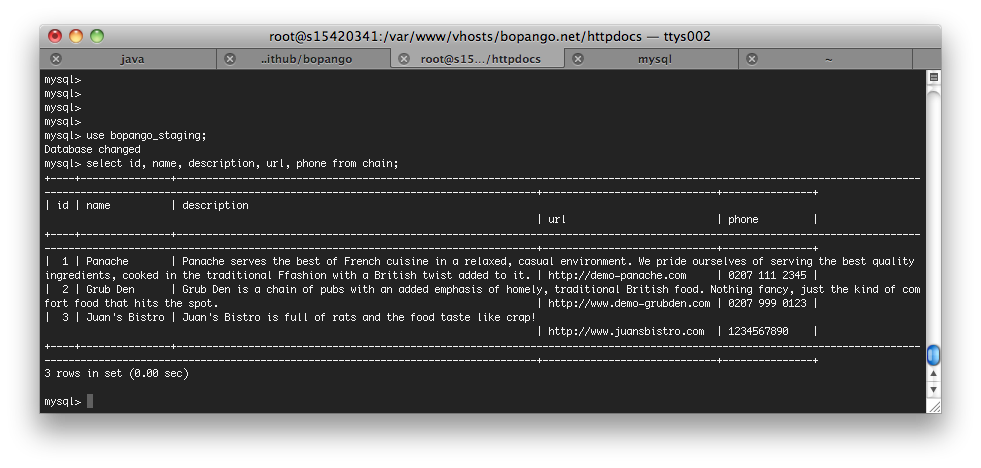 root@s15420341:/var/www/vhosts/bopango.net/httpdocs — ttys002
java ..ithub/bopango root@s15.../httpdocs mysql ~
mysql>
mysql>
mysql>
mysql>
mysql> use bopango_staging;
Database changed
mysql> select id, name, description, url, phone from chain;
| id | name | description
| url | phone |
| 1 | Panache | Panache serves the best of French cuisine in a relaxed, casual environment. We pride ourselves of serving the best quality
ingredients, cooked in the traditional Ffashion with a British twist added to it. | http://demo-panache.com | 0207 111 2345 |
| 2 | Grub Den | Grub Den is a chain of pubs with an added emphasis of homely, traditional British food. Nothing fancy, just the kind of com
fort food that hits the spot. | http://www.demo-grubden.com | 0207 999 0123 |
| 3 | Juan's Bistro | Juan's Bistro is full of rats and the food taste like crap!
| http://www.juansbistro.com | 1234567890 |
3 rows in set (0.00 sec)
mysql>